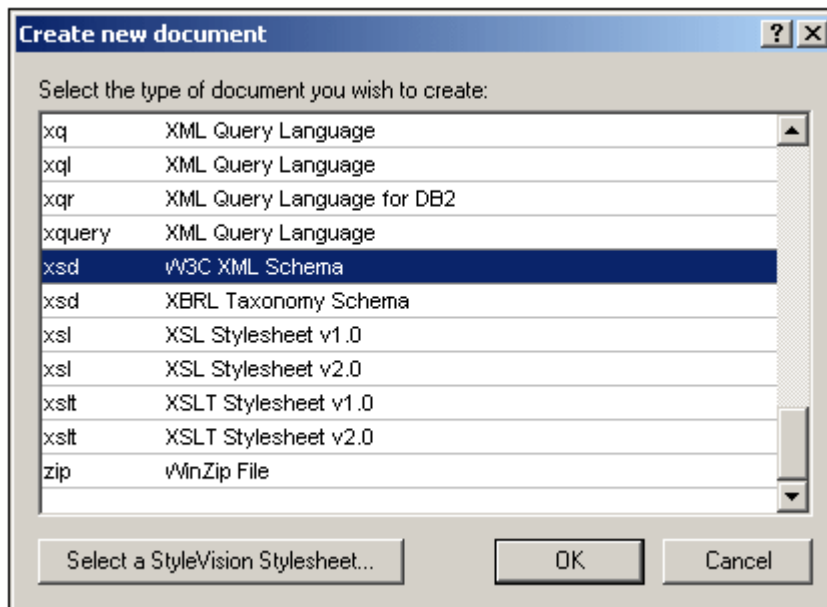 Create new document
Select the type of document you wish to create:
xq XML Query Language
xql XML Query Language
xqr XML Query Language for DB2
xquery XML Query Language
xsd W3C XML Schema
xsd XBRL Taxonomy Schema
xsl XSL Stylesheet v1.0
xsl XSL Stylesheet v2.0
xslt XSLT Stylesheet v1.0
xslt XSLT Stylesheet v2.0
zip WinZip File
Select a StyleVision Stylesheet... OK Cancel